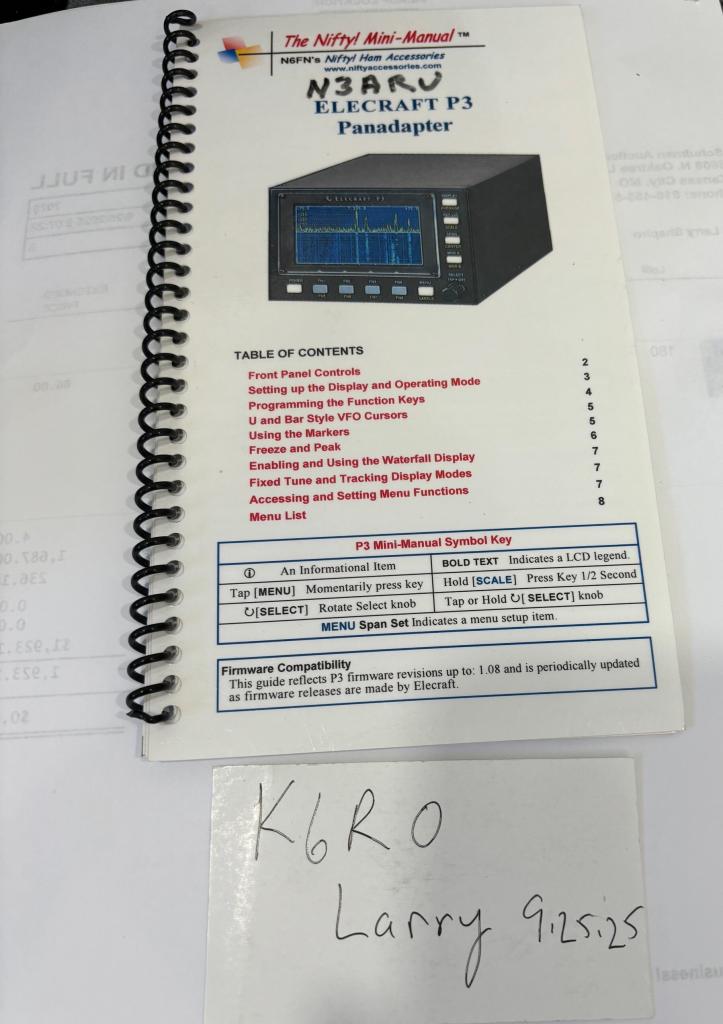 The Nifty! Mini-Manual ™
N6FN's Nifty! Ham Accessories
www.niftyaccessories.com
N3ARU
ELECRAFT P3
Panadapter
ELECRAFT P3
TABLE OF CONTENTS
Front Panel Controls 2
Setting up the Display and Operating Mode 3
Programming the Function Keys 4
U and Bar Style VFO Cursors 5
Using the Markers 5
Freeze and Peak 6
Enabling and Using the Waterfall Display 7
Fixed Tune and Tracking Display Modes 7
Accessing and Setting Menu Functions 7
Menu List 8
P3 Mini-Manual Symbol Key
ⓘ An Informational Item
BOLD TEXT Indicates a LCD legend.
Tap [MENU] Momentarily press key
Hold [SCALE] Press Key 1/2 Second
↻[SELECT] Rotate Select knob
Tap or Hold ↻[ SELECT] knob
MENU Span Set Indicates a menu setup item.
Firmware Compatibility
This guide reflects P3 firmware revisions up to: 1.08 and is periodically updated
as firmware releases are made by Elecraft.
K6RO
Larry 9.25.25